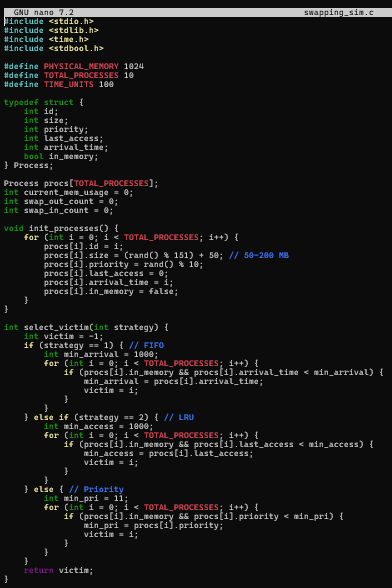 GNU nano 7.2 swapping_sim.c
#include <stdio.h>
#include <stdlib.h>
#include <time.h>
#include <stdbool.h>

#define PHYSICAL_MEMORY 1024
#define TOTAL_PROCESSES 10
#define TIME_UNITS 100

typedef struct {
    int id;
    int size;
    int priority;
    int last_access;
    int arrival_time;
    bool in_memory;
} Process;

Process procs[TOTAL_PROCESSES];
int current_mem_usage = 0;
int swap_out_count = 0;
int swap_in_count = 0;

void init_processes() {
    for (int i = 0; i < TOTAL_PROCESSES; i++) {
        procs[i].id = i;
        procs[i].size = (rand() % 151) + 50; // 50-200 MB
        procs[i].priority = rand() % 10;
        procs[i].last_access = 0;
        procs[i].arrival_time = i;
        procs[i].in_memory = false;
    }
}

int select_victim(int strategy) {
    int victim = -1;
    if (strategy == 1) { // FIFO
        int min_arrival = 1000;
        for (int i = 0; i < TOTAL_PROCESSES; i++) {
            if (procs[i].in_memory && procs[i].arrival_time < min_arrival) {
                min_arrival = procs[i].arrival_time;
                victim = i;
            }
        }
    } else if (strategy == 2) { // LRU
        int min_access = 1000;
        for (int i = 0; i < TOTAL_PROCESSES; i++) {
            if (procs[i].in_memory && procs[i].last_access < min_access) {
                min_access = procs[i].last_access;
                victim = i;
            }
        }
    } else { // Priority
        int min_pri = 11;
        for (int i = 0; i < TOTAL_PROCESSES; i++) {
            if (procs[i].in_memory && procs[i].priority < min_pri) {
                min_pri = procs[i].priority;
                victim = i;
            }
        }
    }
    return victim;
}